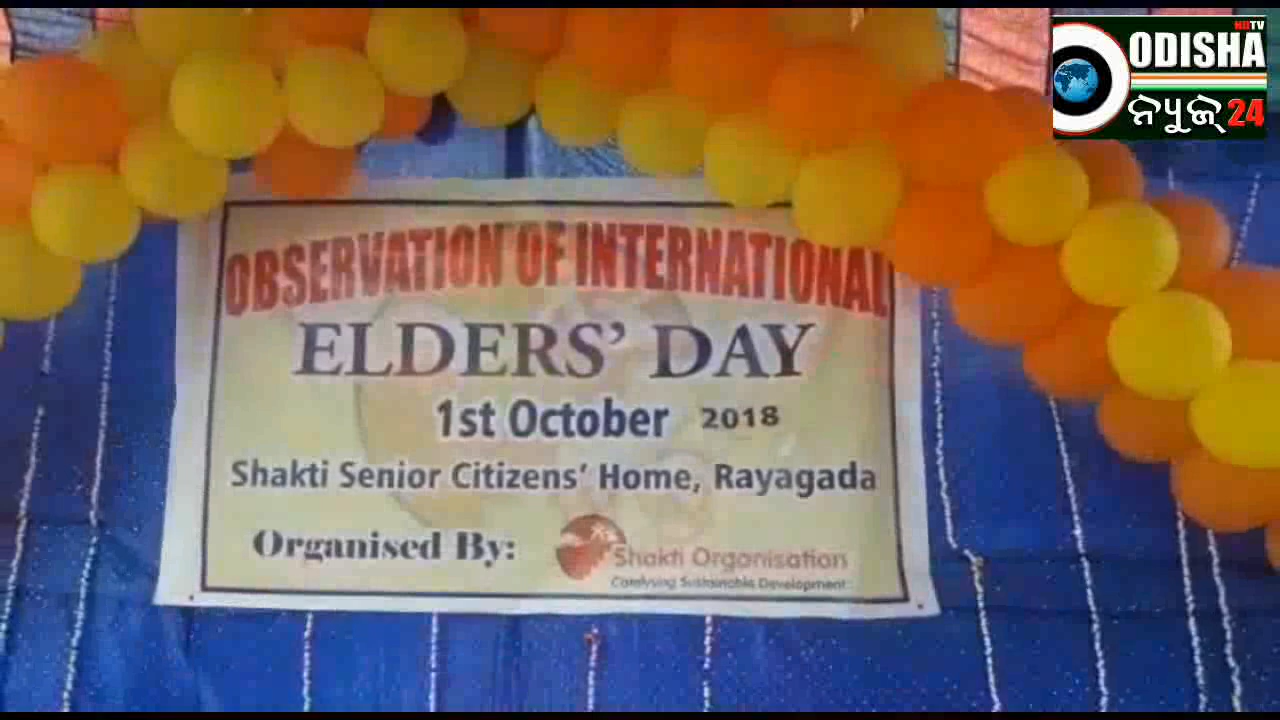 HDTV
ODISHA
ନ୍ୟୁଜ୍ 24
OBSERVATION OF INTERNATIONAL
ELDERS' DAY
1st October 2018
Shakti Senior Citizens' Home, Rayagada
Organised By: Shakti Organisation
Catalysing Sustainable Development